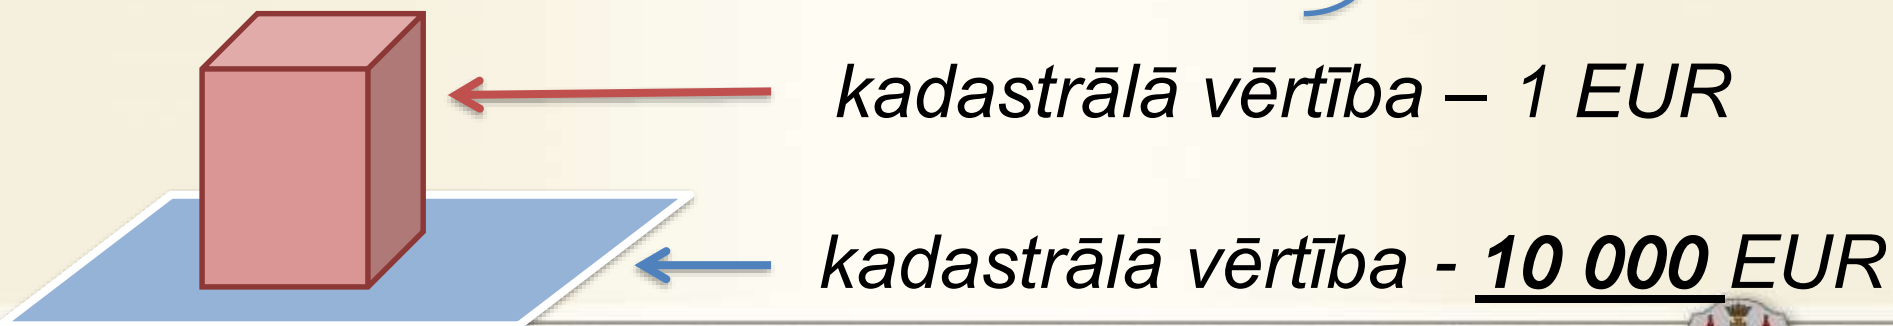 kadastrālā vērtība – 1 EUR
kadastrālā vērtība - 10 000 EUR